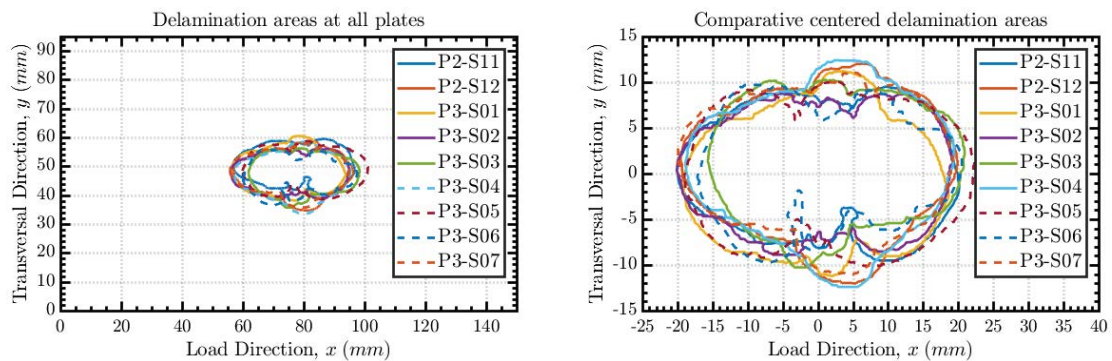 Delamination areas at all plates
Transversal Direction, y (mm)
90
80
70
60
50
40
30
20
10
0
0 20 40 60 80 100 120 140
Load Direction, x (mm)
P2-S11
P2-S12
P3-S01
P3-S02
P3-S03
P3-S04
P3-S05
P3-S06
P3-S07
Comparative centered delamination areas
Transversal Direction, y (mm)
15
10
5
0
-5
-10
-15
-25 -20 -15 -10 -5 0 5 10 15 20 25 30 35 40
Load Direction, x (mm)
P2-S11
P2-S12
P3-S01
P3-S02
P3-S03
P3-S04
P3-S05
P3-S06
P3-S07